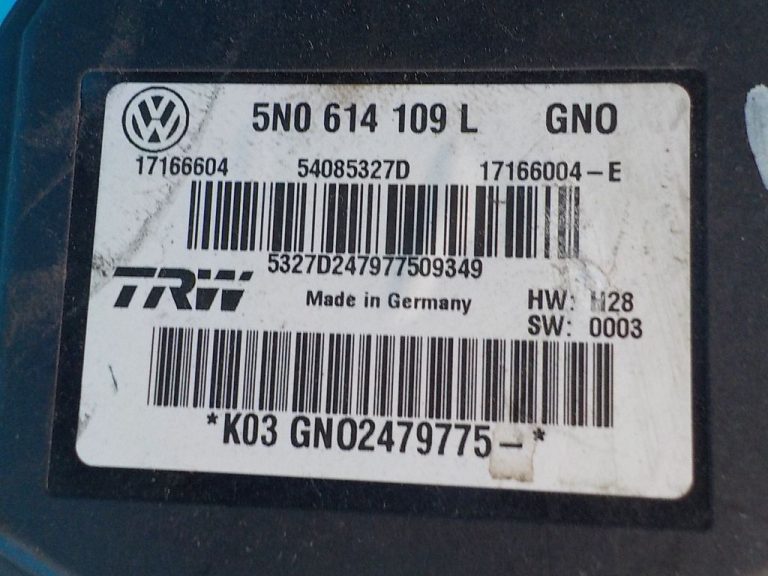 5N0 614 109 L GNO
17166604 54085327D 17166004-E
5327D247977509349
TRW Made in Germany HW: H28
SW: 0003
*K03 GNO2479775-*